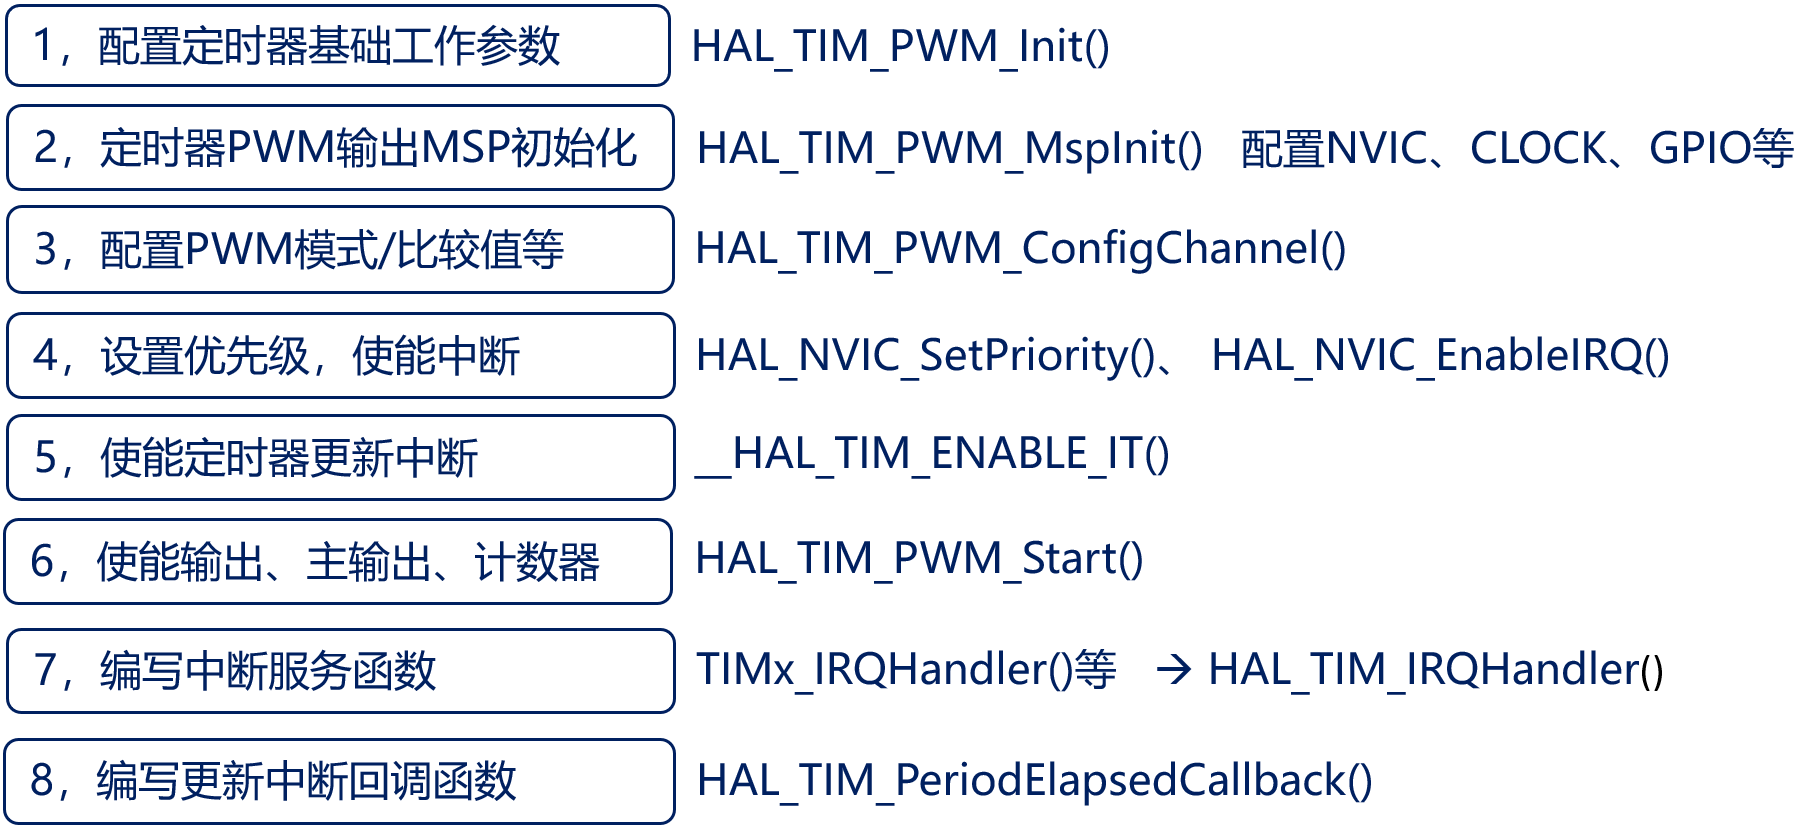 1，配置定时器基础工作参数 HAL_TIM_PWM_Init()
2，定时器PWM输出MSP初始化 HAL_TIM_PWM_MspInit() 配置NVIC、CLOCK、GPIO等
3，配置PWM模式/比较值等 HAL_TIM_PWM_ConfigChannel()
4，设置优先级，使能中断 HAL_NVIC_SetPriority()、 HAL_NVIC_EnableIRQ()
5，使能定时器更新中断 __HAL_TIM_ENABLE_IT()
6，使能输出、主输出、计数器 HAL_TIM_PWM_Start()
7，编写中断服务函数 TIMx_IRQHandler()等 → HAL_TIM_IRQHandler()
8，编写更新中断回调函数 HAL_TIM_PeriodElapsedCallback()